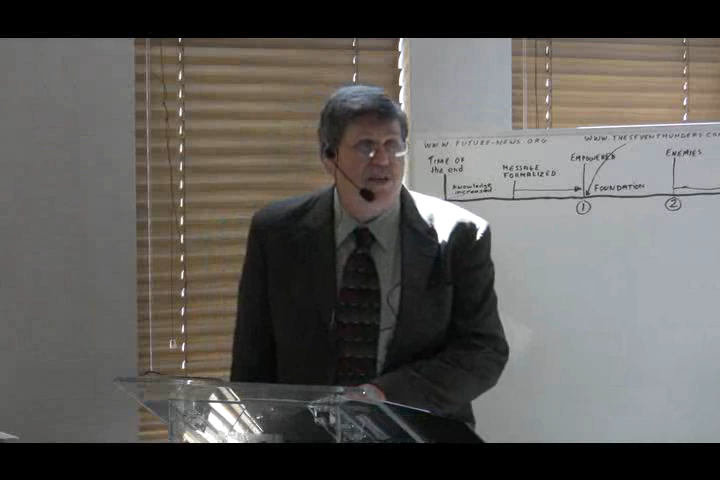 WWW.FUTURE-NEWS.ORG
WWW.THESEVENTHUNDERS.COM
TIME OF the end
MESSAGE FORMALIZED
EMPOWERED
ENEMIES
Knowledge increased
FOUNDATION
1
2